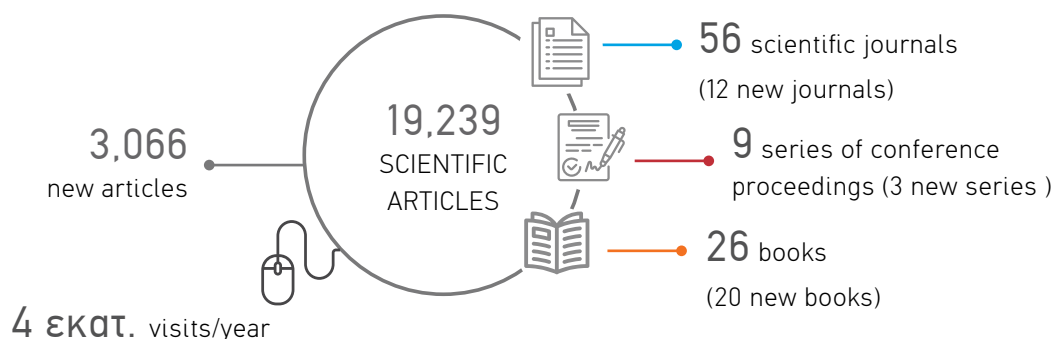 3,066
new articles
19,239
SCIENTIFIC
ARTICLES
56 scientific journals
(12 new journals)
9 series of conference
proceedings (3 new series )
26 books
(20 new books)
4 εκατ. visits/year